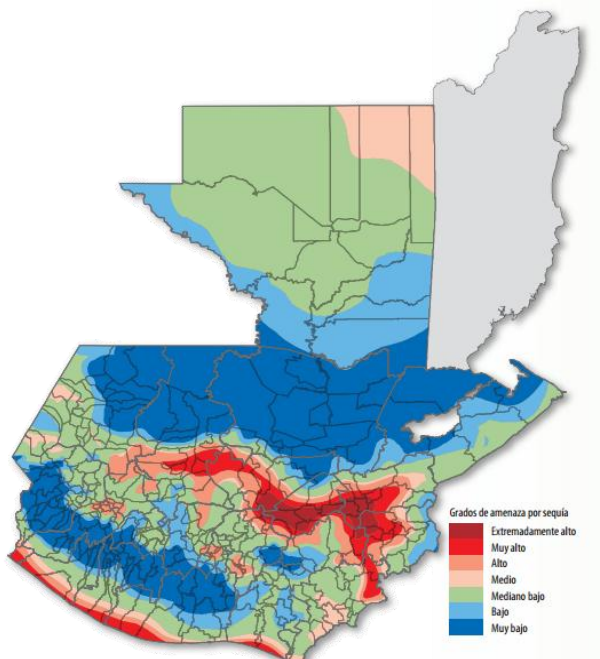 Grados de amenaza por sequía
Extremadamente alto
Muy alto
Alto
Medio
Mediano bajo
Bajo
Muy bajo